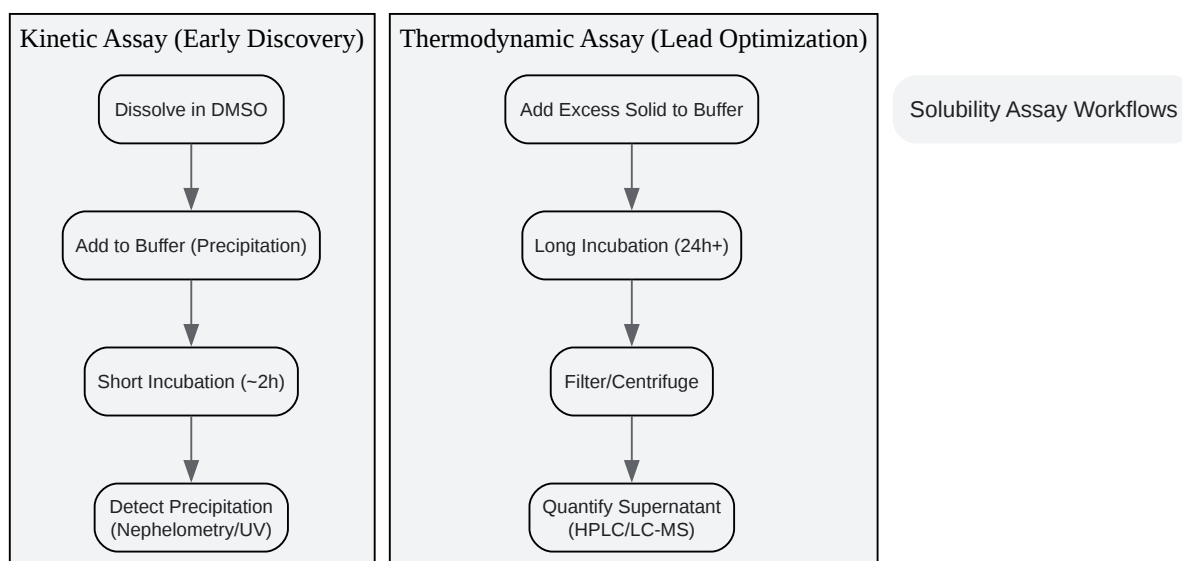 Kinetic Assay (Early Discovery)
Dissolve in DMSO
Add to Buffer (Precipitation)
Short Incubation (~2h)
Detect Precipitation
(Nephelometry/UV)
Thermodynamic Assay (Lead Optimization)
Add Excess Solid to Buffer
Long Incubation (24h+)
Filter/Centrifuge
Quantify Supernatant
(HPLC/LC-MS)
Solubility Assay Workflows